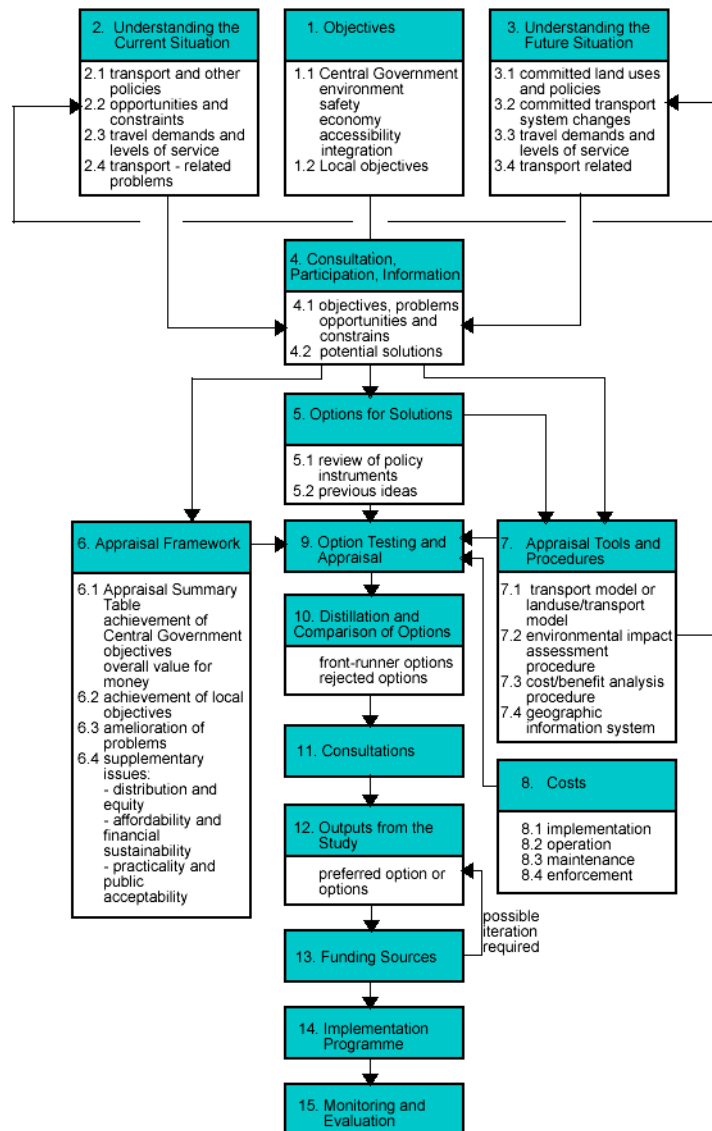 2. Understanding the
Current Situation
2.1 transport and other
policies
2.2 opportunities and
constraints
2.3 travel demands and
levels of service
2.4 transport - related
problems
1. Objectives
1.1 Central Government
environment
safety
economy
accessibility
integration
1.2 Local objectives
3. Understanding the
Future Situation
3.1 committed land uses
and policies
3.2 committed transport
system changes
3.3 travel demands and
levels of service
3.4 transport related
4. Consultation,
Participation, Information
4.1 objectives, problems
opportunities and
constrains
4.2 potential solutions
5. Options for Solutions
5.1 review of policy
instruments
5.2 previous ideas
6. Appraisal Framework
6.1 Appraisal Summary
Table
achievement of
Central Government
objectives
overall value for
money
6.2 achievement of local
objectives
6.3 amelioration of
problems
6.4 supplementary
issues:
- distribution and
equity
- affordability and
financial
sustainability
- practicality and
public
acceptability
9. Option Testing and
Appraisal
7. Appraisal Tools and
Procedures
7.1 transport model or
landuse/transport
model
7.2 environmental impact
assessment
procedure
7.3 cost/benefit analysis
procedure
7.4 geographic
information system
10. Distillation and
Comparison of Options
front-runner options
rejected options
11. Consultations
8. Costs
8.1 implementation
8.2 operation
8.3 maintenance
8.4 enforcement
12. Outputs from the
Study
preferred option or
options
possible
iteration
required
13. Funding Sources
14. Implementation
Programme
15. Monitoring and
Evaluation